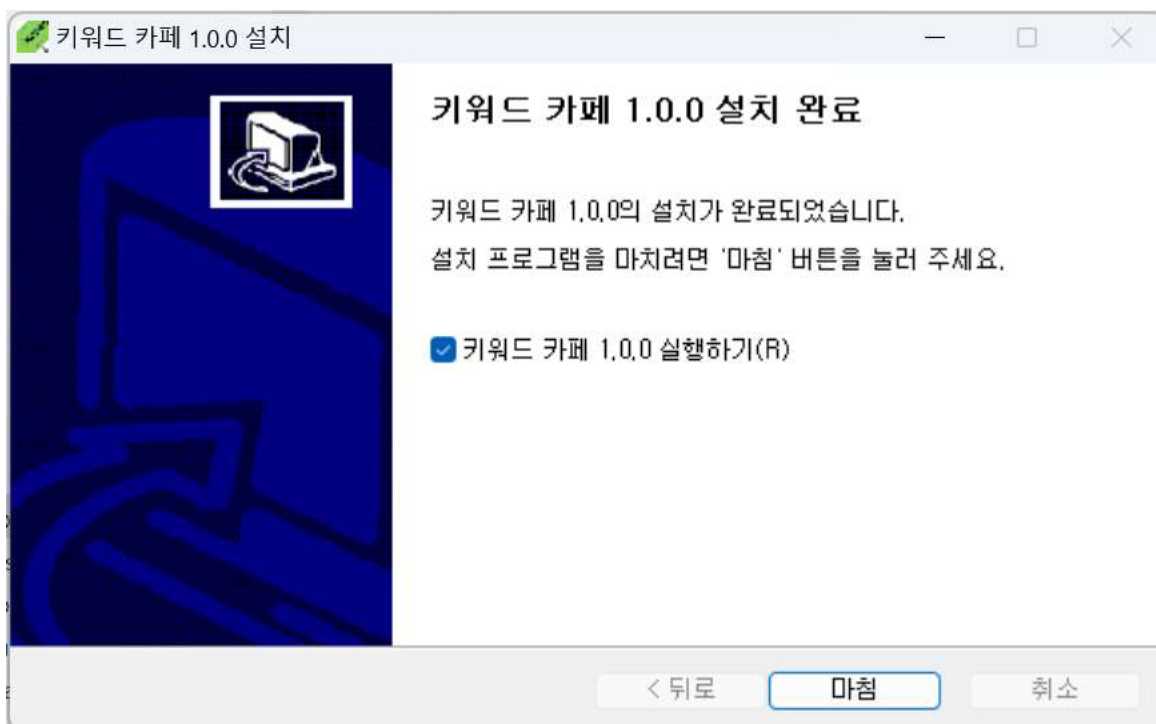 키워드 카페 1.0.0 설치
키워드 카페 1.0.0 설치 완료
키워드 카페 1.0.0의 설치가 완료되었습니다.
설치 프로그램을 마치려면 '마침' 버튼을 눌러 주세요.
키워드 카페 1.0.0 실행하기(R)
< 뒤로
마침
취소